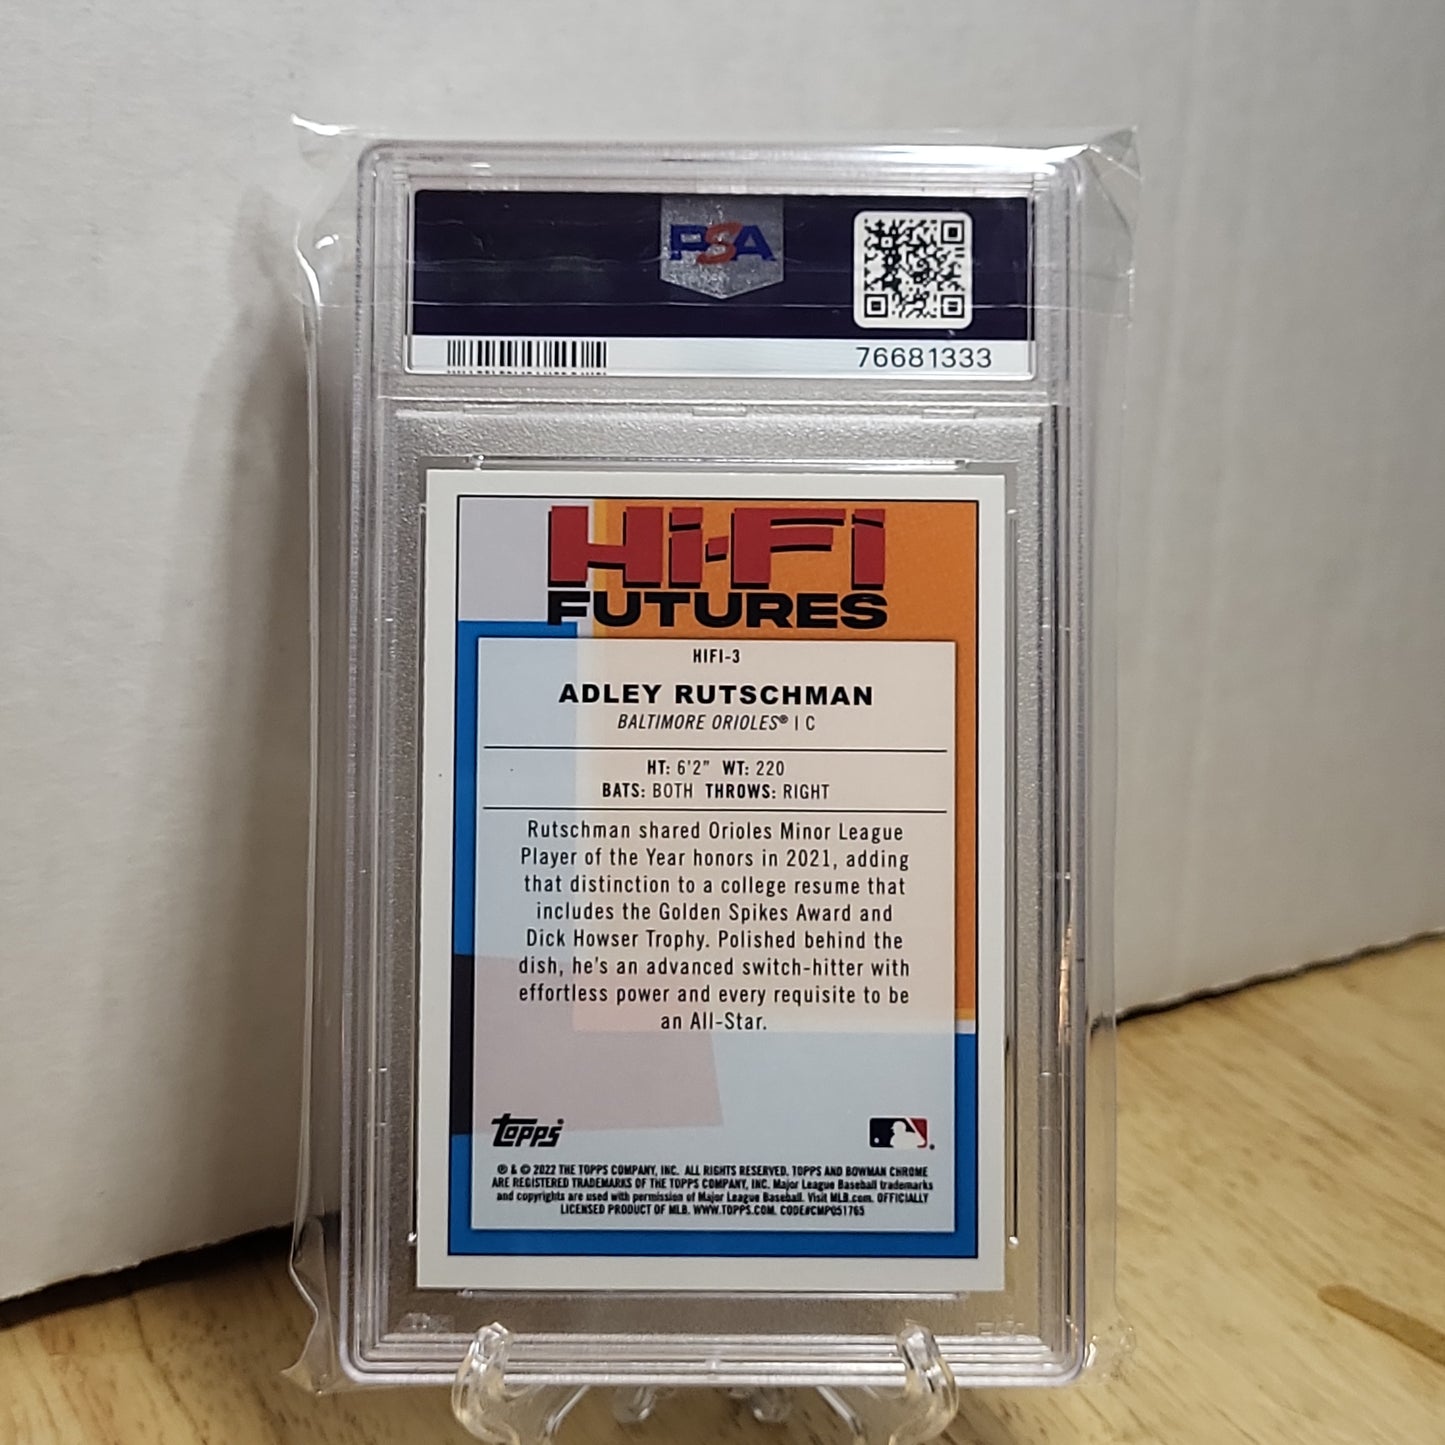 PSA
76681333
Hi-Fi
FUTURES
HIFI-3
ADLEY RUTSCHMAN
BALTIMORE ORIOLES® | C
HT: 6'2" WT: 220
BATS: BOTH THROWS: RIGHT
Rutschman shared Orioles Minor League
Player of the Year honors in 2021, adding
that distinction to a college resume that
includes the Golden Spikes Award and
Dick Howser Trophy. Polished behind the
dish, he's an advanced switch-hitter with
effortless power and every requisite to be
an All-Star.
topps
® & © 2022 THE TOPPS COMPANY, INC. ALL RIGHTS RESERVED. TOPPS AND BOWMAN CHROME
ARE REGISTERED TRADEMARKS OF THE TOPPS COMPANY, INC. Major League Baseball trademarks
and copyrights are used with permission of Major League Baseball. Visit MLB.com. OFFICIALLY
LICENSED PRODUCT OF MLB. WWW.TOPPS.COM. CODE#CMP051765